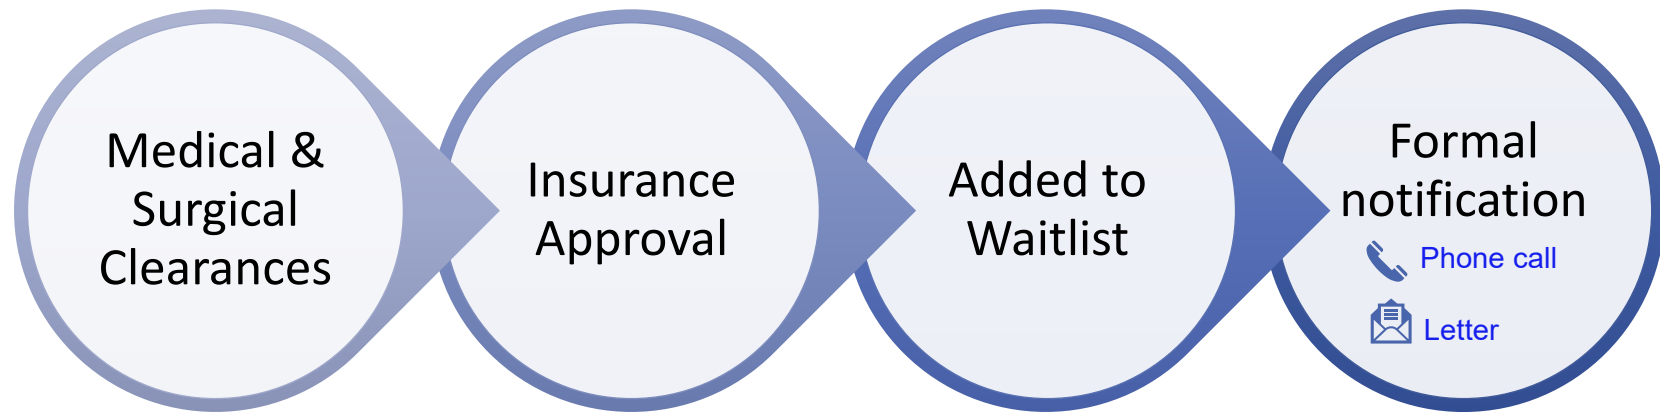 Medical &
Surgical
Clearances
Insurance
Approval
Added to
Waitlist
Formal
notification
Phone call
Letter